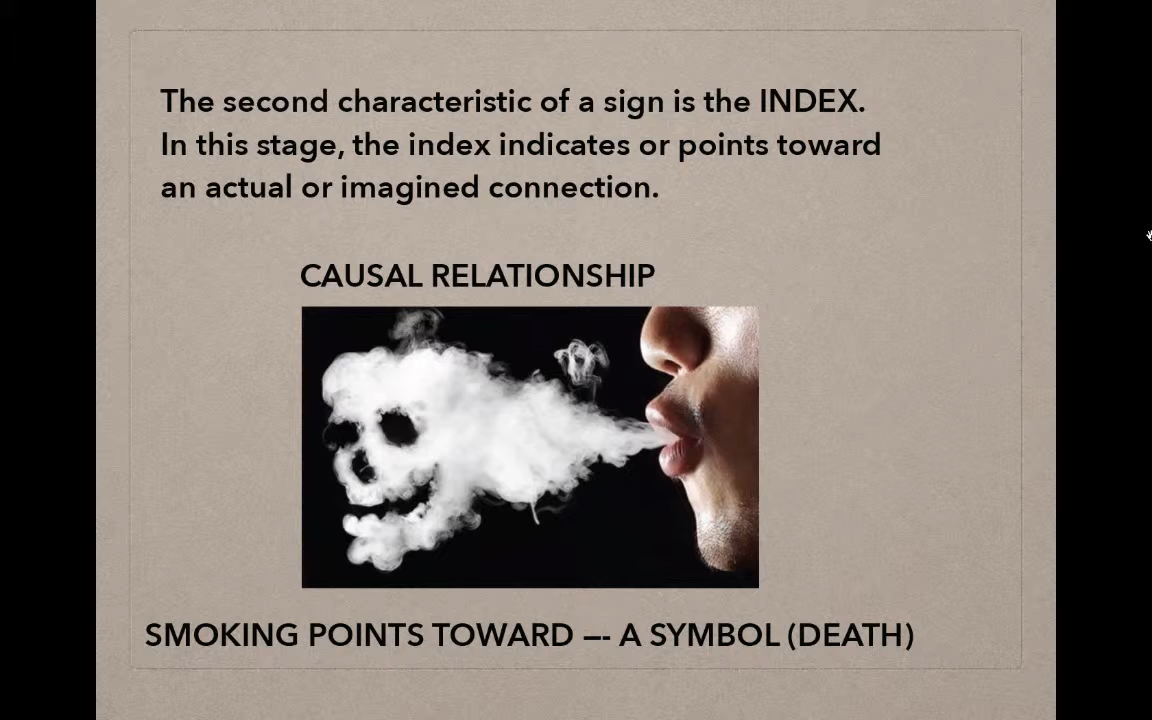 The second characteristic of a sign is the INDEX.
In this stage, the index indicates or points toward
an actual or imagined connection.
CAUSAL RELATIONSHIP
SMOKING POINTS TOWARD –- A SYMBOL (DEATH)